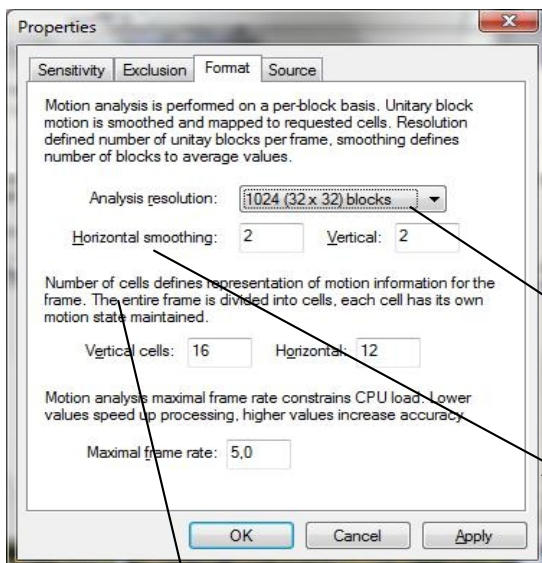 Properties
Sensitivity Exclusion Format Source
Motion analysis is performed on a per-block basis. Unitary block
motion is smoothed and mapped to requested cells. Resolution
defined number of unitay blocks per frame, smoothing defines
number of blocks to average values.
Analysis resolution: 1024 (32 x 32) blocks
Horizontal smoothing: 2 Vertical: 2
Number of cells defines representation of motion information for the
frame. The entire frame is divided into cells, each cell has its own
motion state maintained.
Vertical cells: 16 Horizontal: 12
Motion analysis maximal frame rate constrains CPU load. Lower
values speed up processing, higher values increase accuracy.
Maximal frame rate: 5,0
OK Cancel Apply